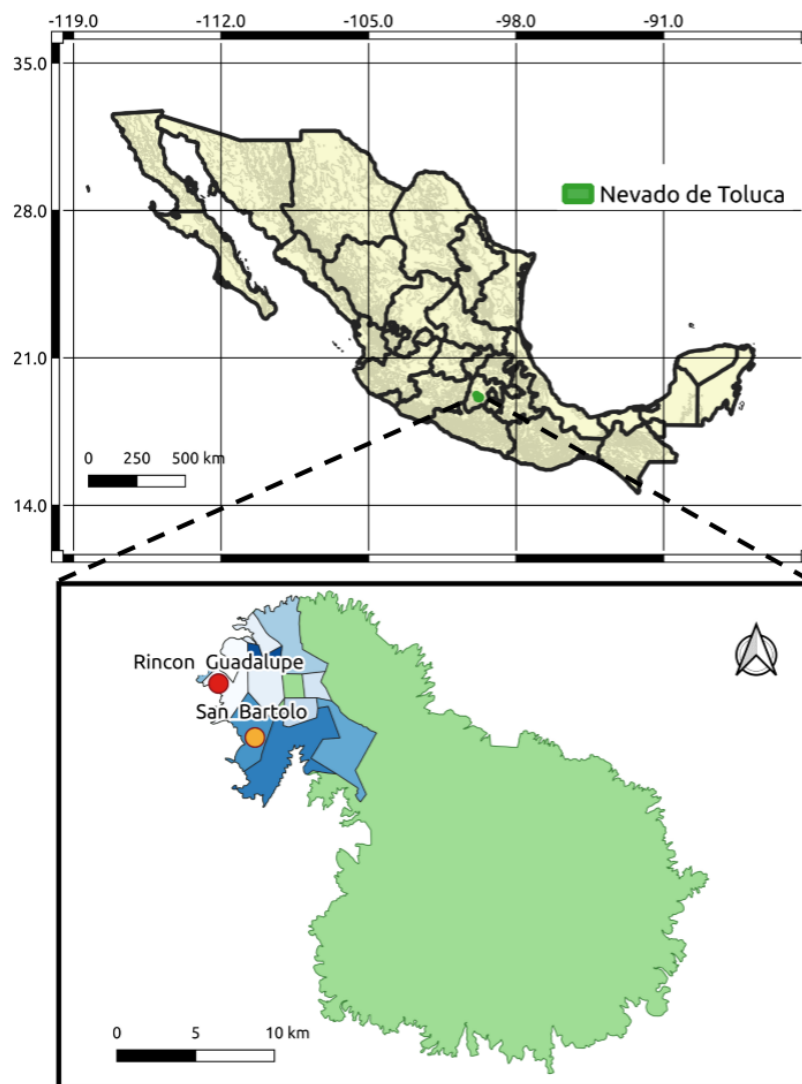 -119.0 -112.0 -105.0 -98.0 -91.0
35.0
Nevado de Toluca
28.0
21.0
0 250 500 km
14.0
Rincon Guadalupe
San Bartolo
0 5 10 km